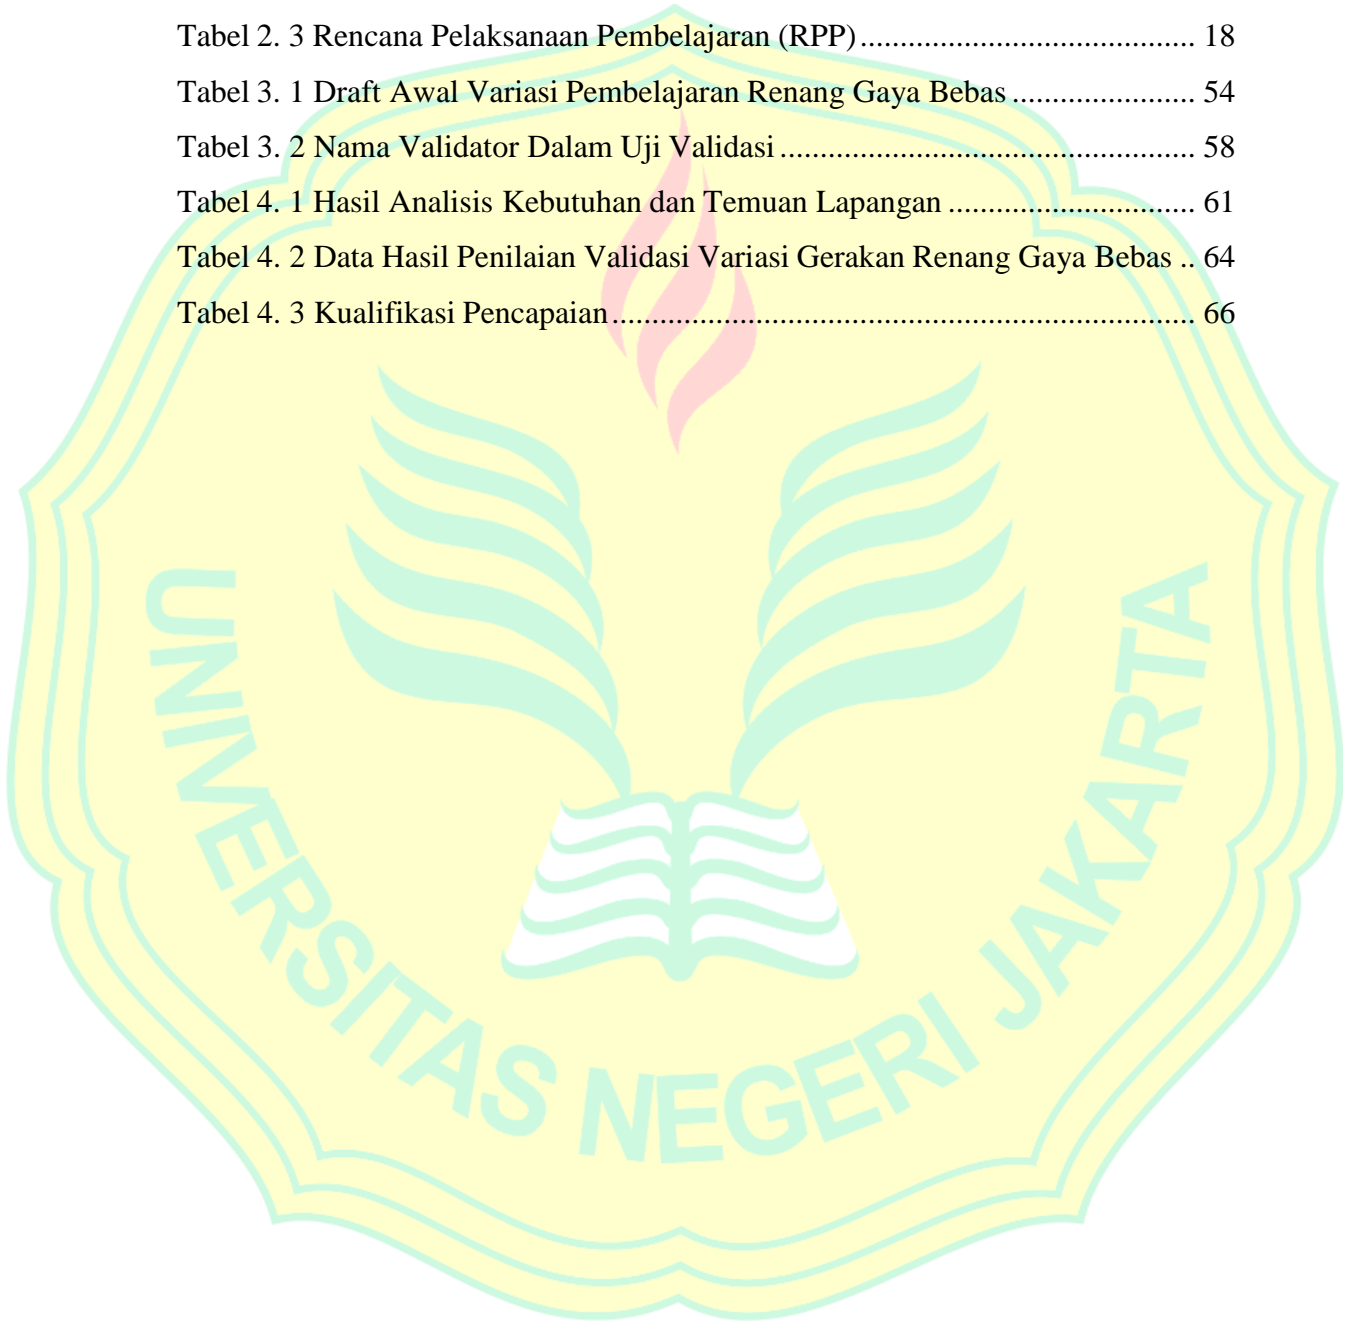 Tabel 2. 3 Rencana Pelaksanaan Pembelajaran (RPP).......................................... 18
Tabel 3. 1 Draft Awal Variasi Pembelajaran Renang Gaya Bebas ....................... 54
Tabel 3. 2 Nama Validator Dalam Uji Validasi .................................................... 58
Tabel 4. 1 Hasil Analisis Kebutuhan dan Temuan Lapangan ............................... 61
Tabel 4. 2 Data Hasil Penilaian Validasi Variasi Gerakan Renang Gaya Bebas .. 64
Tabel 4. 3 Kualifikasi Pencapaian......................................................................... 66
UNIVERSITAS NEGERI JAKARTA